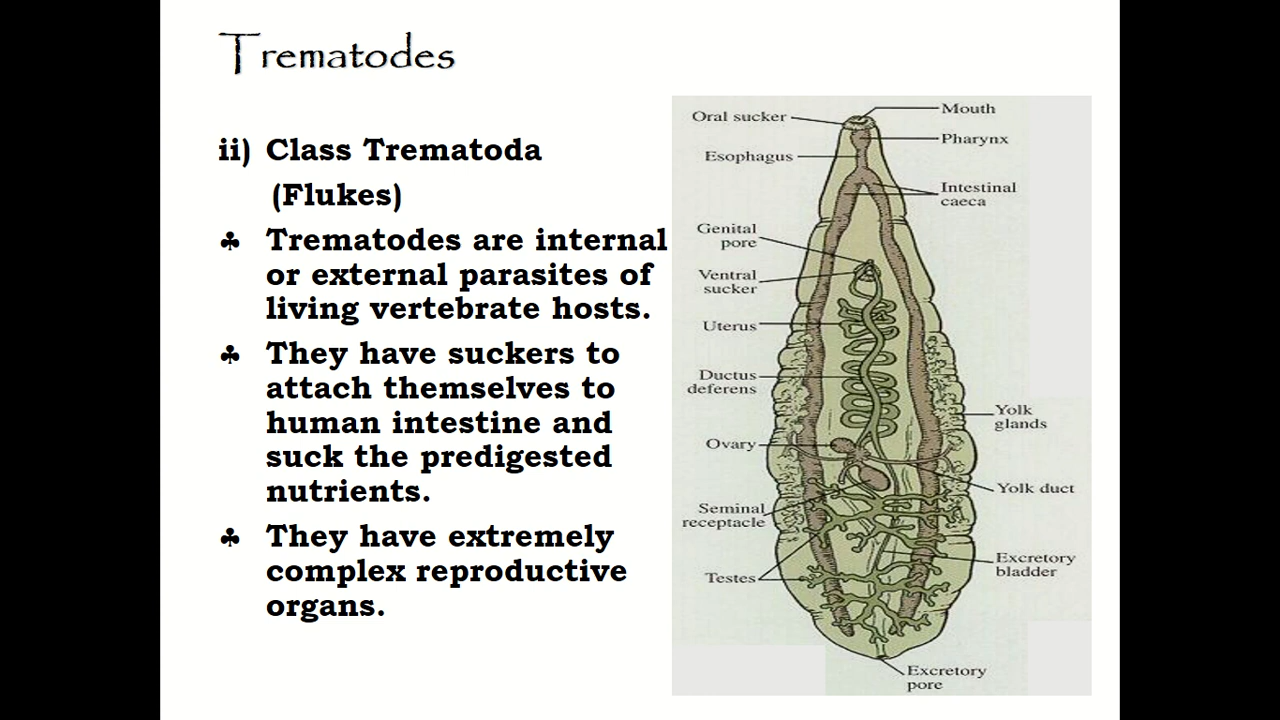 Trematodes
ii) Class Trematoda
(Flukes)
♣ Trematodes are internal
or external parasites of
living vertebrate hosts.
♣ They have suckers to
attach themselves to
human intestine and
suck the predigested
nutrients.
♣ They have extremely
complex reproductive
organs.
Oral sucker
Mouth
Pharynx
Esophagus
Intestinal
caeca
Genital
pore
Ventral
sucker
Uterus
Ductus
deferens
Yolk
glands
Ovary
Yolk duct
Seminal
receptacle
Excretory
bladder
Testes
Excretory
pore